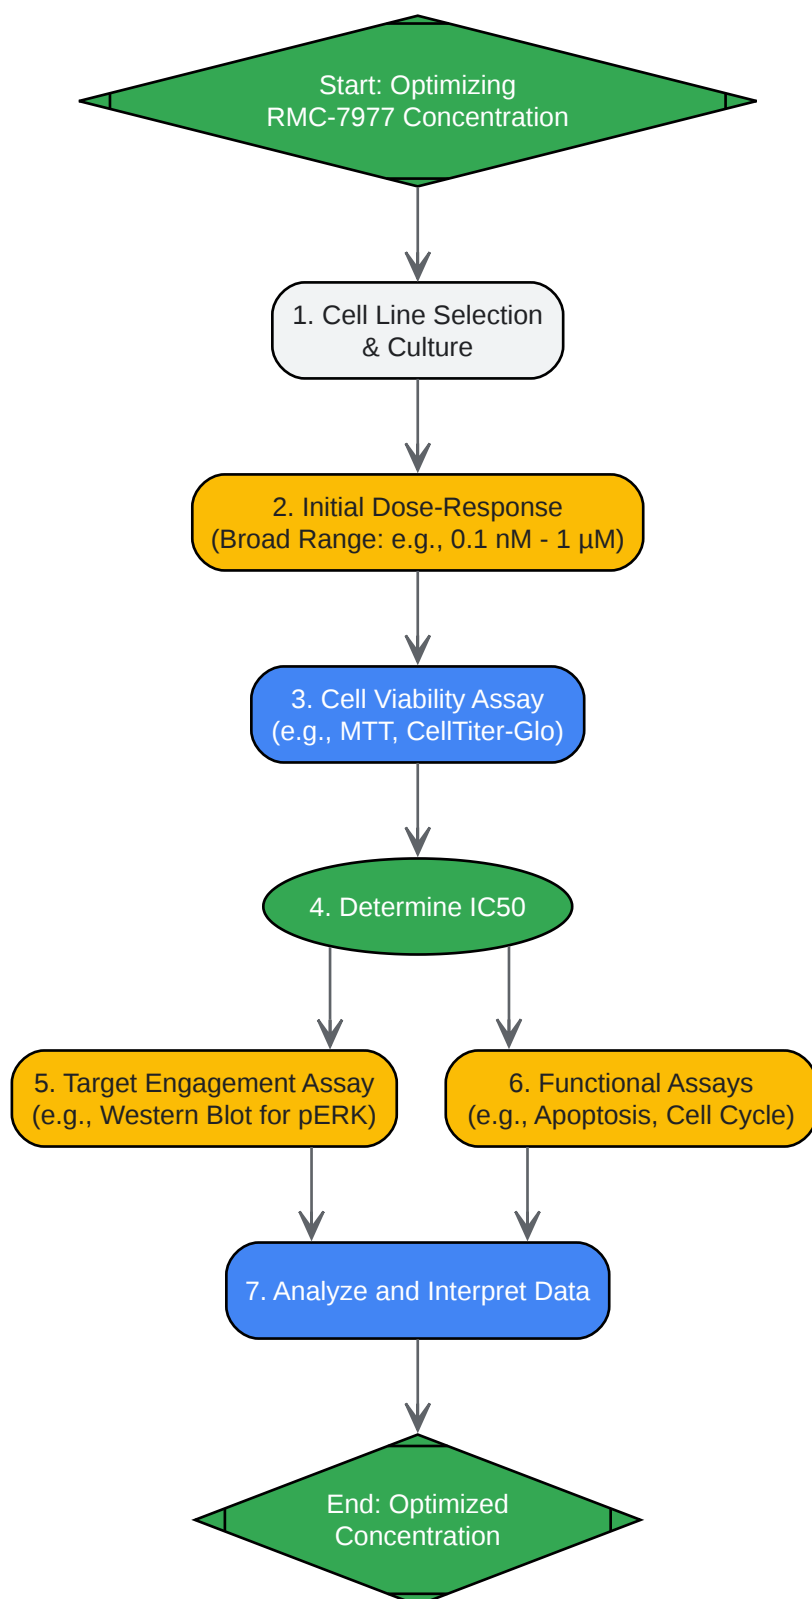 Start: Optimizing
RMC-7977 Concentration
1. Cell Line Selection
& Culture
2. Initial Dose-Response
(Broad Range: e.g., 0.1 nM - 1 µM)
3. Cell Viability Assay
(e.g., MTT, CellTiter-Glo)
4. Determine IC50
5. Target Engagement Assay
(e.g., Western Blot for pERK)
6. Functional Assays
(e.g., Apoptosis, Cell Cycle)
7. Analyze and Interpret Data
End: Optimized
Concentration